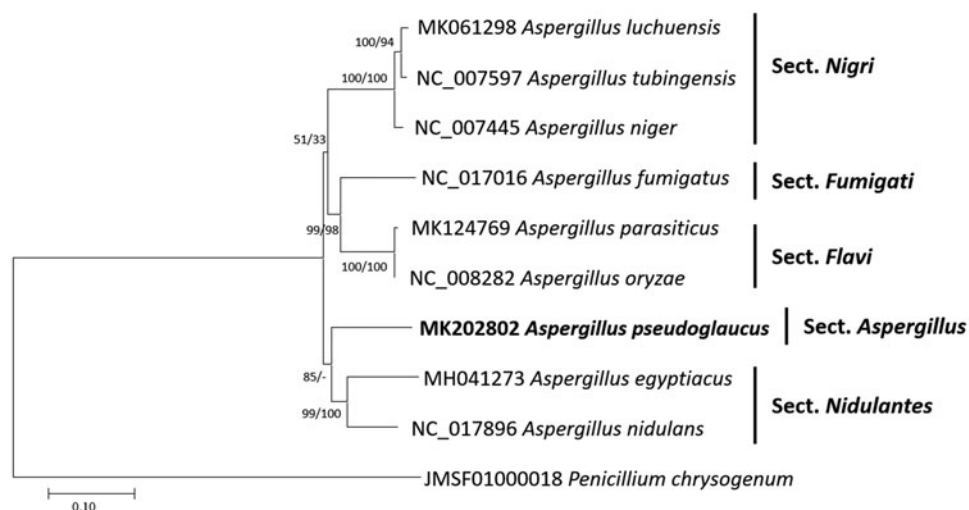 MK061298 Aspergillus luchuensis
100/94
Sect. Nigri
100/100
NC_007597 Aspergillus tubingensis
NC_007445 Aspergillus niger
51/33
NC_017016 Aspergillus fumigatus
Sect. Fumigati
99/98
MK124769 Aspergillus parasiticus
Sect. Flavi
100/100
NC_008282 Aspergillus oryzae
MK202802 Aspergillus pseudoglaucus
Sect. Aspergillus
85/-
MH041273 Aspergillus egyptiacus
Sect. Nidulantes
99/100
NC_017896 Aspergillus nidulans
JMSF01000018 Penicillium chrysogenum
0.10